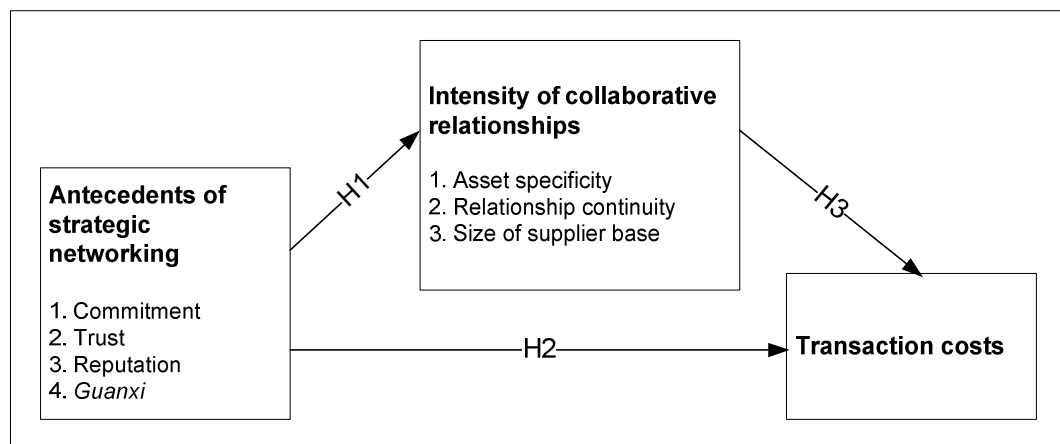 Antecedents of
strategic
networking
1. Commitment
2. Trust
3. Reputation
4. Guanxi
H1
Intensity of collaborative
relationships
1. Asset specificity
2. Relationship continuity
3. Size of supplier base
H3
H2
Transaction costs